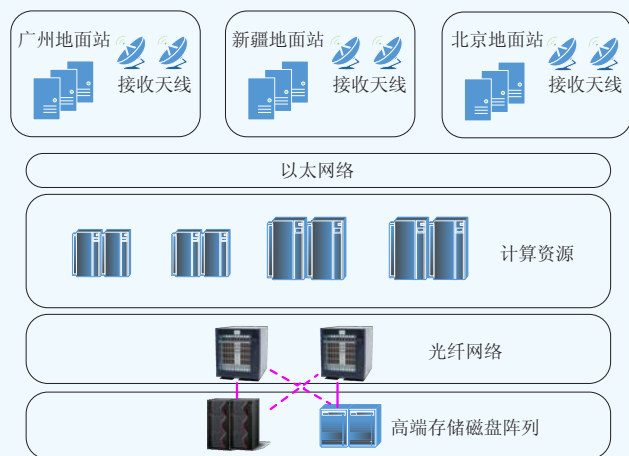 广州地面站
接收天线
新疆地面站
接收天线
北京地面站
接收天线
以太网络
计算资源
光纤网络
高端存储磁盘阵列